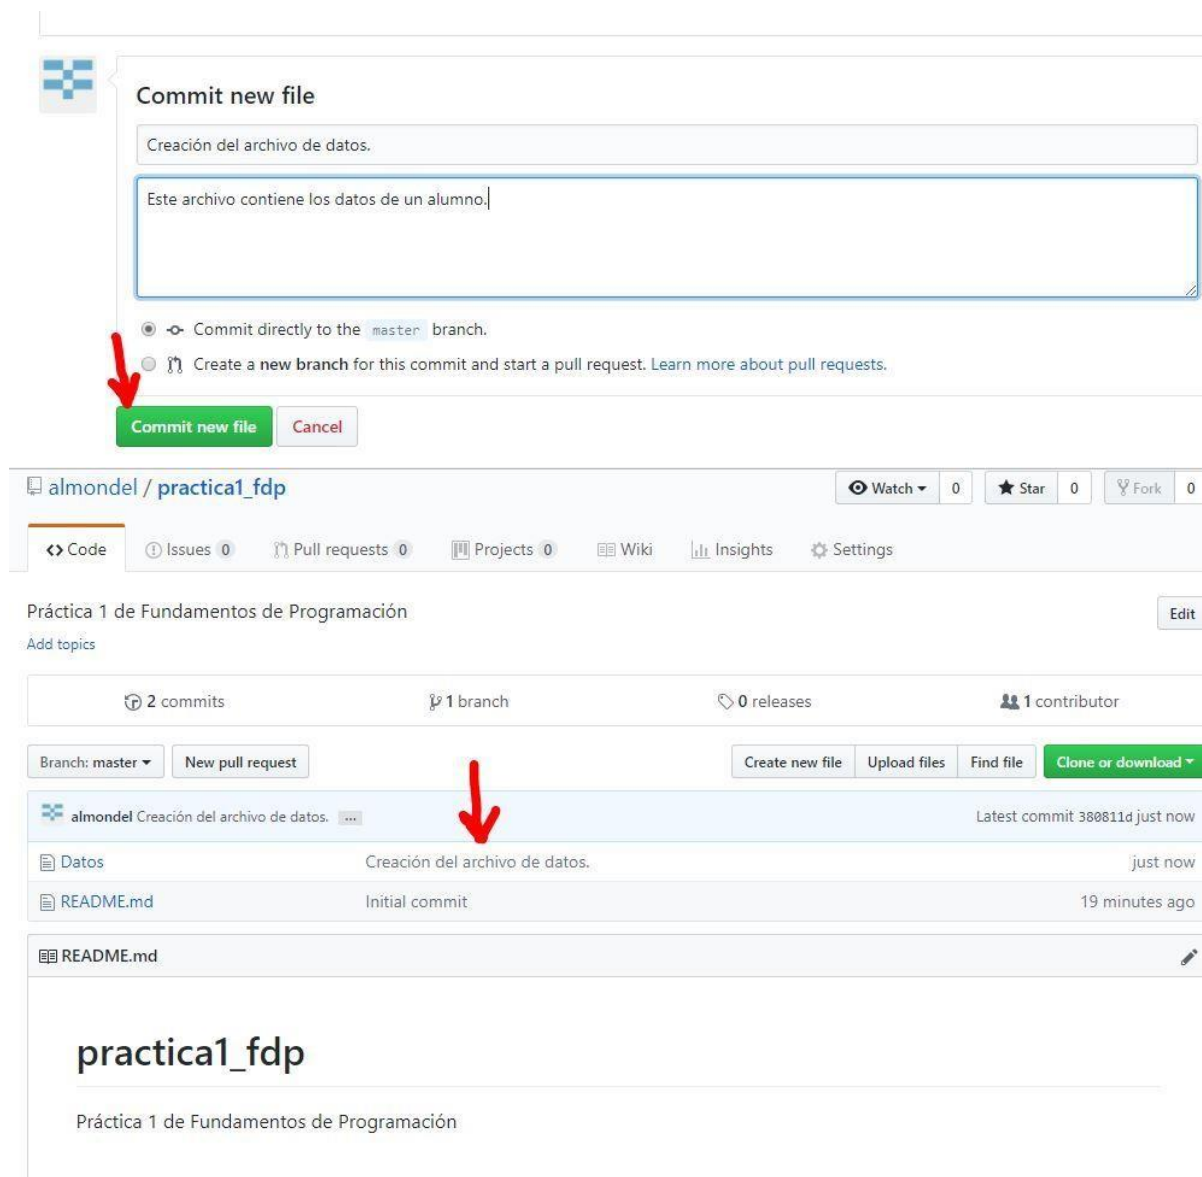 Commit new file
Creación del archivo de datos.
Este archivo contiene los datos de un alumno.
Commit directly to the master branch.
Create a new branch for this commit and start a pull request. Learn more about pull requests.
Commit new file Cancel
almondel / practica1_fdp Watch 0 Star 0 Fork 0
Code Issues 0 Pull requests 0 Projects 0 Wiki Insights Settings
Práctica 1 de Fundamentos de Programación Edit
Add topics
2 commits 1 branch 0 releases 1 contributor
Branch: master New pull request Create new file Upload files Find file Clone or download
almondel Creación del archivo de datos. ... Latest commit 380811d just now
Datos Creación del archivo de datos. just now
README.md Initial commit 19 minutes ago
README.md
practica1_fdp
Práctica 1 de Fundamentos de Programación